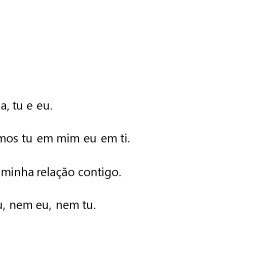 a, tu e eu.
mos tu em mim eu em ti.
minha relação contigo.
, nem eu, nem tu.